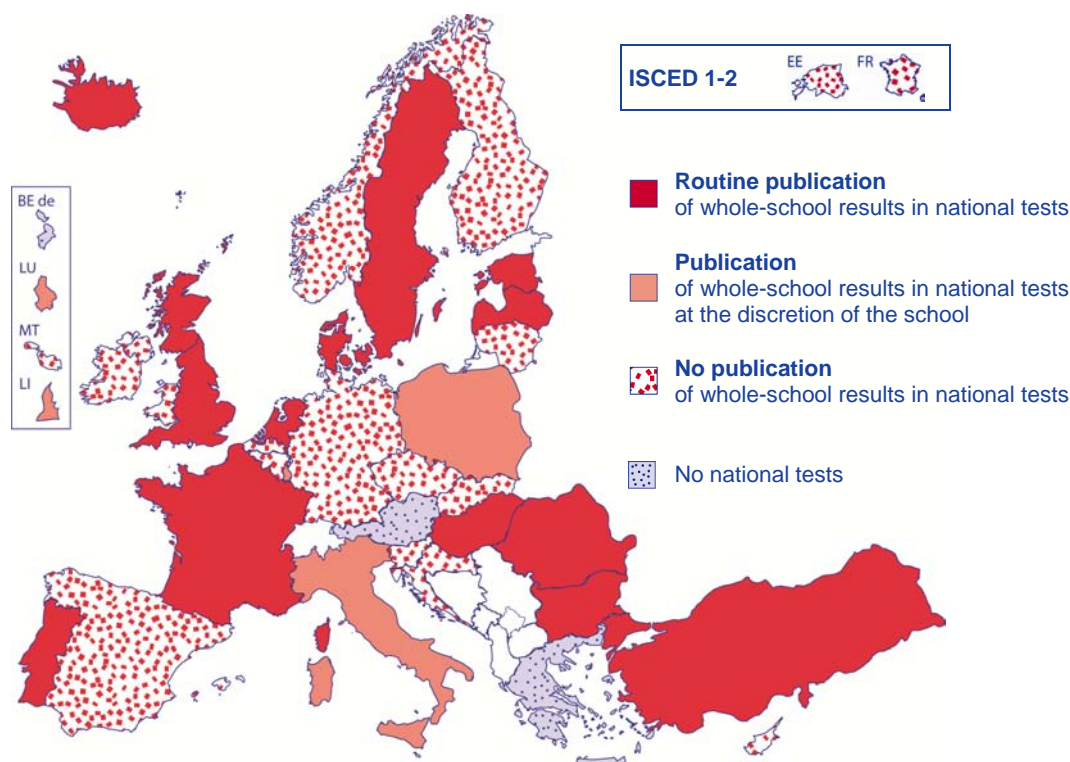 ISCED 1-2
EE
FR
Routine publication
of whole-school results in national tests
Publication
of whole-school results in national tests
at the discretion of the school
No publication
of whole-school results in national tests
No national tests
BE de
LU
MT
LI